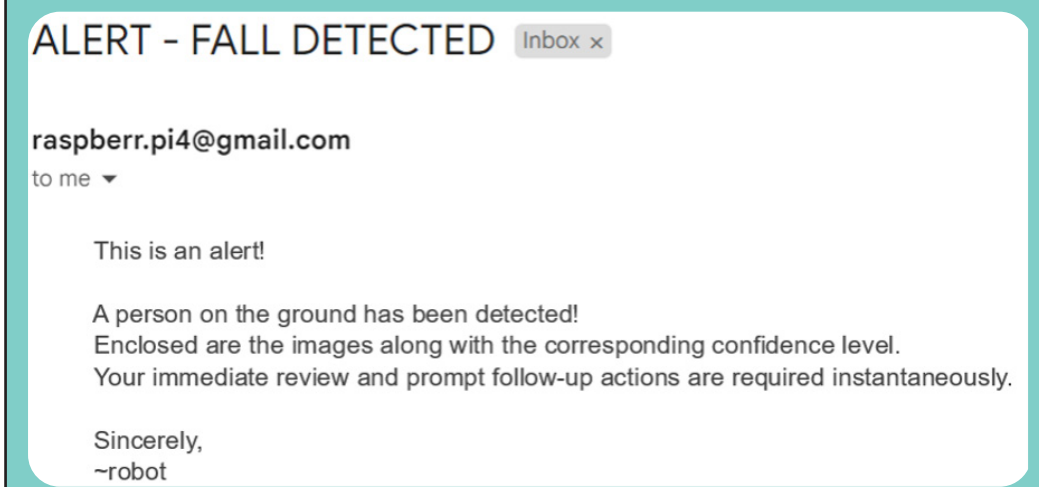 ALERT - FALL DETECTED Inbox ×
raspberr.pi4@gmail.com
to me
This is an alert!
A person on the ground has been detected!
Enclosed are the images along with the corresponding confidence level.
Your immediate review and prompt follow-up actions are required instantaneously.
Sincerely,
~robot